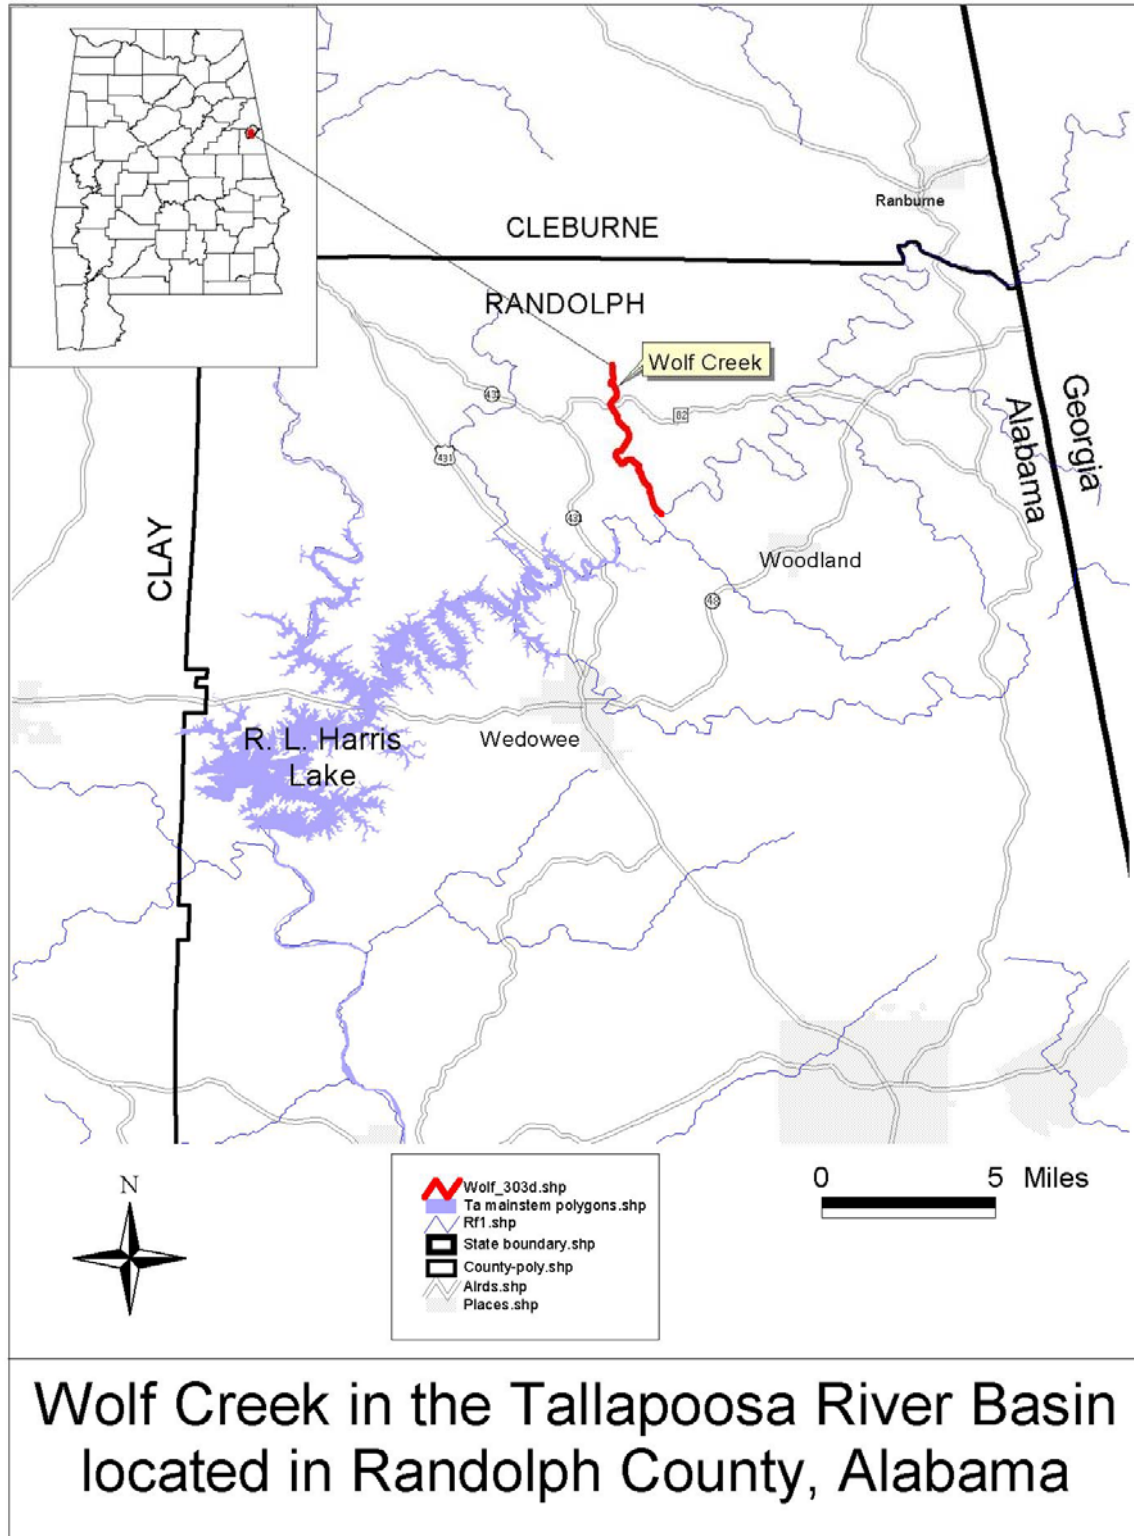 Ranburne
CLEBURNE
RANDOLPH
Wolf Creek
431
82
431
Georgia
Alabama
431
CLAY
Woodland
48
R. L. Harris
Lake
Wedowee
N
0 5 Miles
Wolf_303d.shp
Ta mainstem polygons.shp
Rf1.shp
State boundary.shp
County-poly.shp
Alrds.shp
Places.shp
Wolf Creek in the Tallapoosa River Basin
located in Randolph County, Alabama